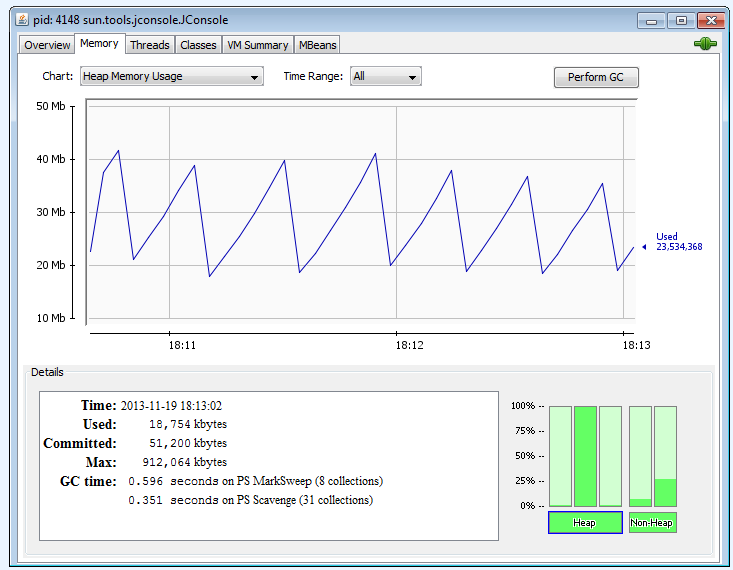 pid: 4148 sun.tools.jconsole.JConsole
Overview Memory Threads Classes VM Summary MBeans
Chart: Heap Memory Usage Time Range: All Perform GC
50 Mb
40 Mb
30 Mb
20 Mb
10 Mb
Used
23,534,368
18:11 18:12 18:13
Details
Time: 2013-11-19 18:13:02
Used: 18,754 kbytes
Committed: 51,200 kbytes
Max: 912,064 kbytes
GC time: 0.596 seconds on PS MarkSweep (8 collections)
0.351 seconds on PS Scavenge (31 collections)
100% --
75% --
50% --
25% --
0% --
Heap Non-Heap